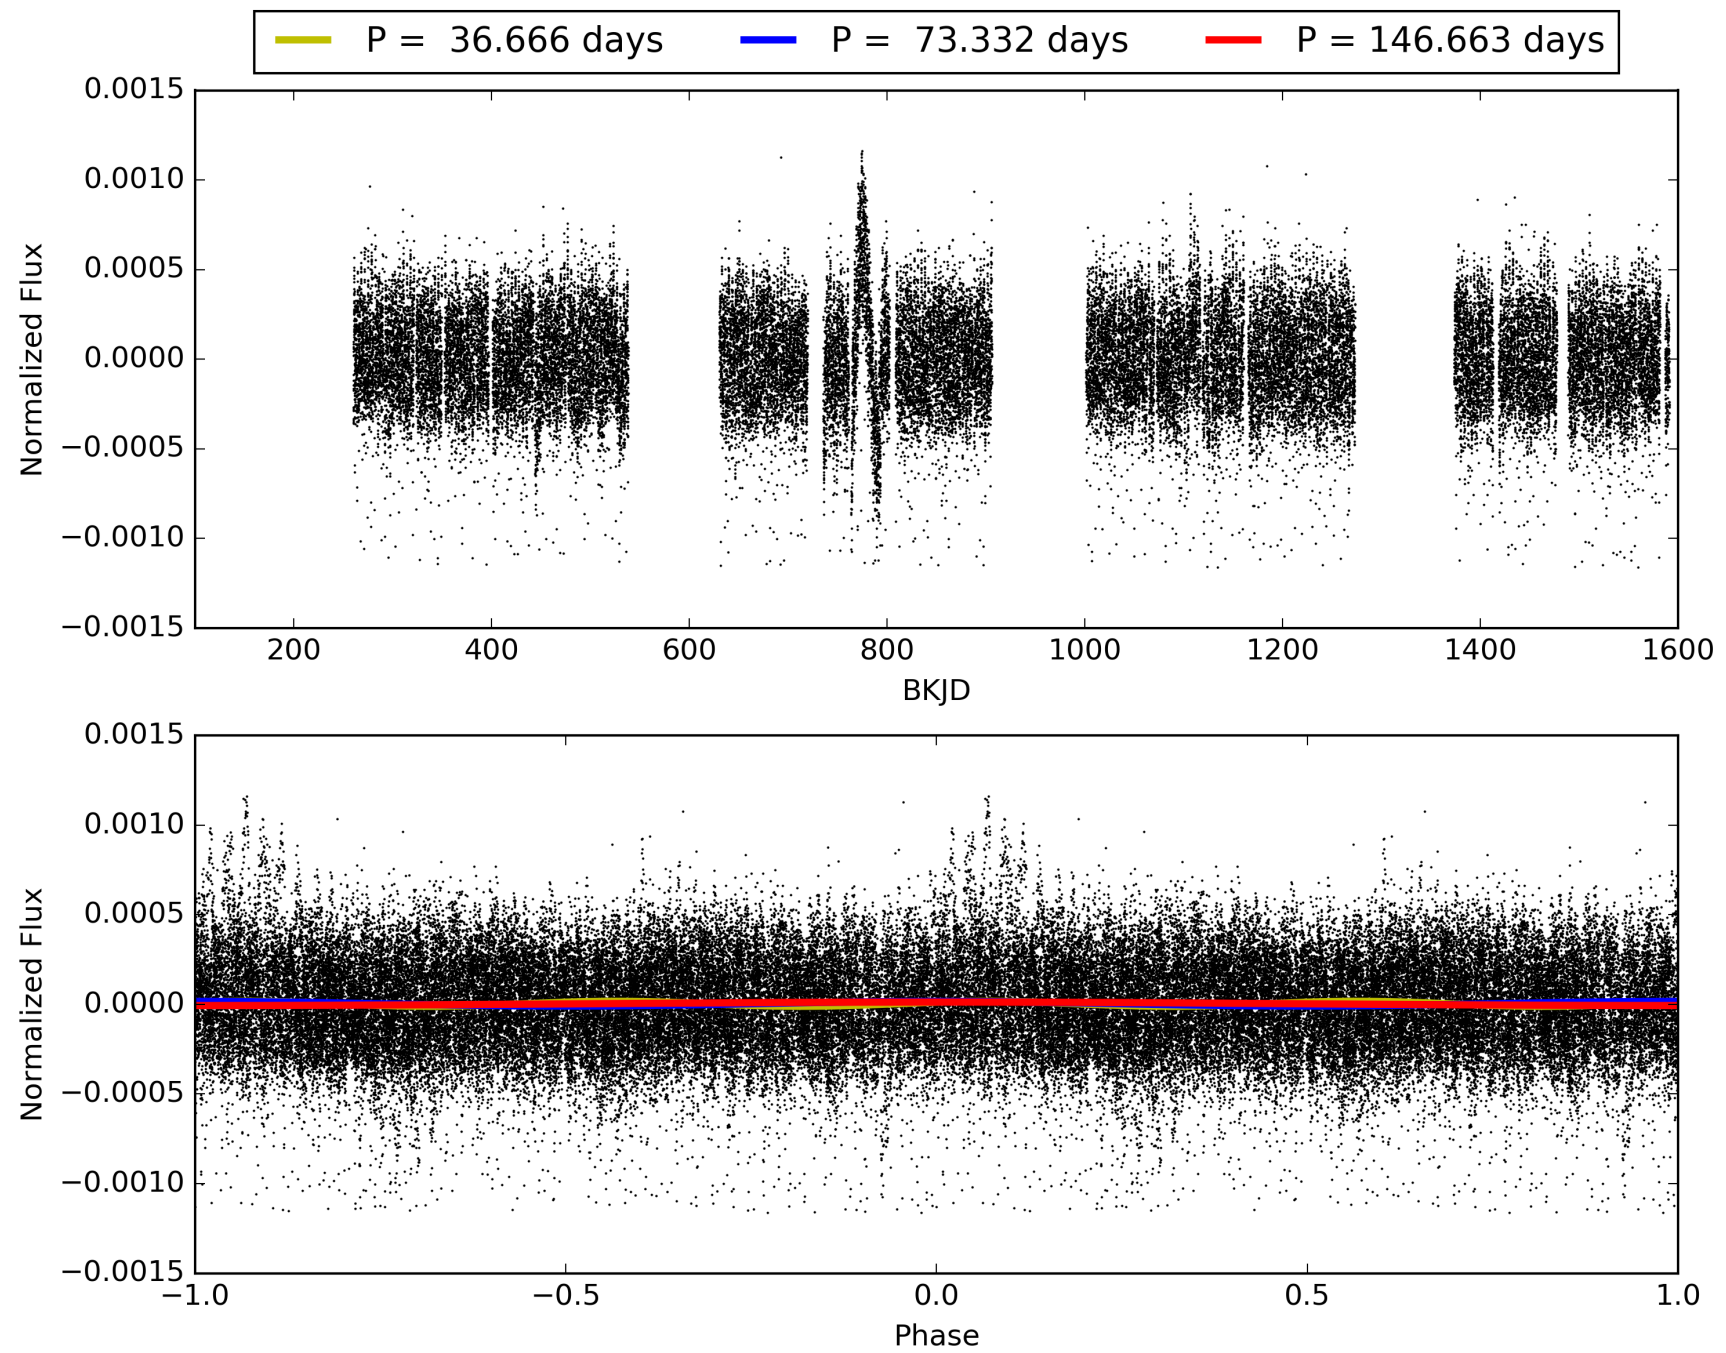 P =  36.666 days P =  73.332 days P = 146.663 days
0.0015
0.0010
0.0005
0.0000
−0.0005
−0.0010
−0.0015
Normalized Flux
200 400 600 800 1000 1200 1400 1600
BKJD
0.0015
0.0010
0.0005
0.0000
−0.0005
−0.0010
−0.0015
Normalized Flux
−1.0 −0.5 0.0 0.5 1.0
Phase